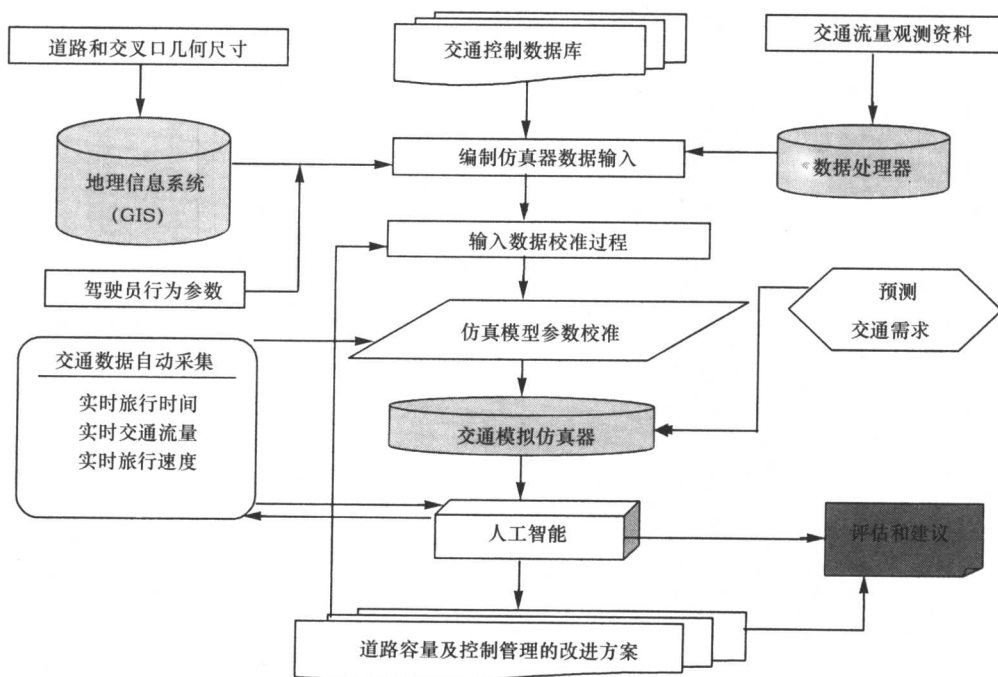 道路和交叉口几何尺寸
交通控制数据库
交通流量观测资料
地理信息系统
(GIS)
编制仿真器数据输入
数据处理器
输入数据校准过程
驾驶员行为参数
预测
交通需求
仿真模型参数校准
交通数据自动采集
实时旅行时间
实时交通流量
实时旅行速度
交通模拟仿真器
人工智能
评估和建议
道路容量及控制管理的改进方案